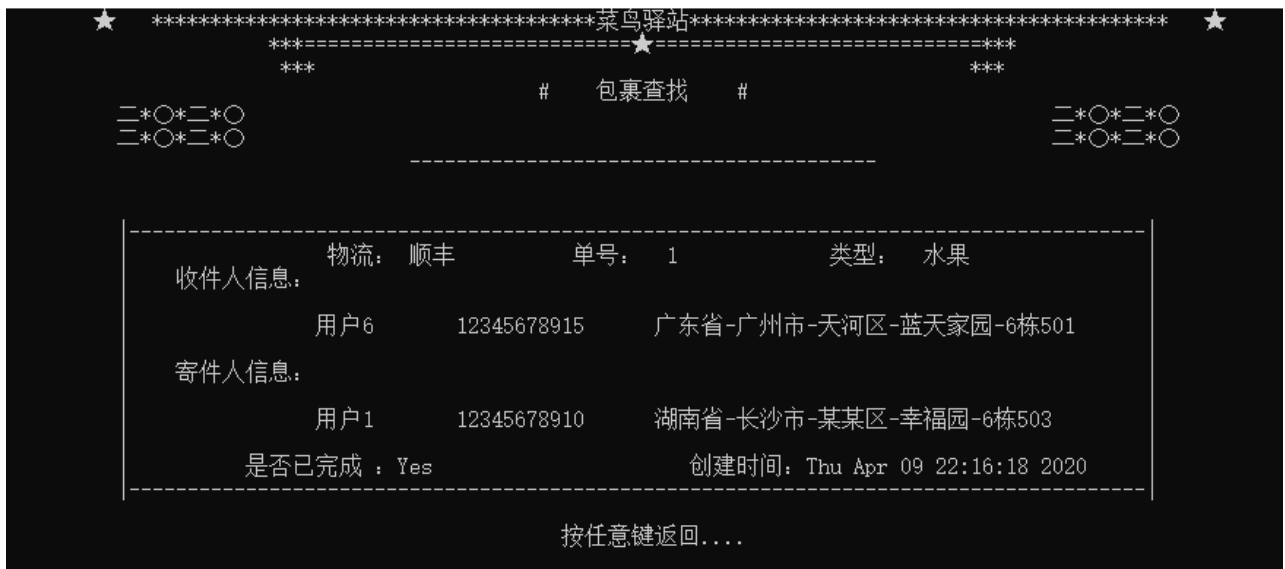 ★ **************************************菜鸟驿站***************************************** ★
***============================★============================***
*** ***
# 包裹查找 #
二*〇*二*〇 二*〇*二*〇
二*〇*二*〇 二*〇*二*〇
----------------------------------------
|---------------------------------------------------------------------------------------|
物流: 顺丰 单号: 1 类型: 水果
收件人信息:
用户6 12345678915 广东省-广州市-天河区-蓝天家园-6栋501
寄件人信息:
用户1 12345678910 湖南省-长沙市-某某区-幸福园-6栋503
是否已完成 :Yes 创建时间: Thu Apr 09 22:16:18 2020
|---------------------------------------------------------------------------------------|
按任意键返回....